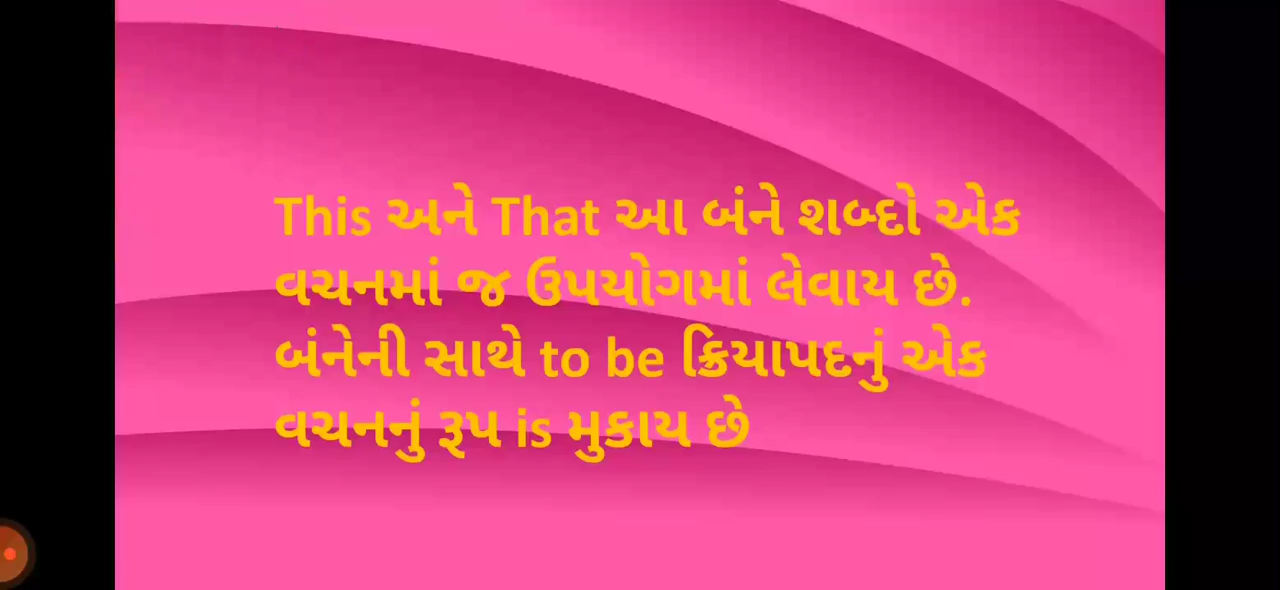 This અને That આ બંને શબ્દો એક
વચનમાં જ ઉપયોગમાં લેવાય છે.
બંનેની સાથે to be ક્રિયાપદનું એક
વચનનું રૂપ is મુકાય છે